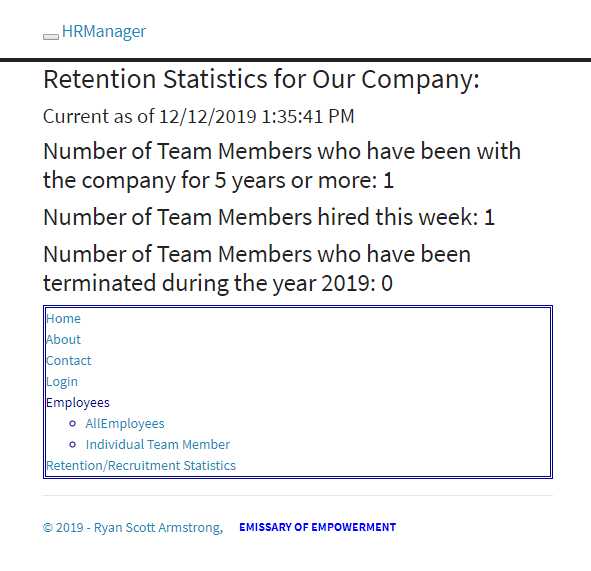 HRManager
Retention Statistics for Our Company:
Current as of 12/12/2019 1:35:41 PM
Number of Team Members who have been with
the company for 5 years or more: 1
Number of Team Members hired this week: 1
Number of Team Members who have been
terminated during the year 2019: 0
Home
About
Contact
Login
Employees
AllEmployees
Individual Team Member
Retention/Recruitment Statistics
© 2019 - Ryan Scott Armstrong, EMISSARY OF EMPOWERMENT